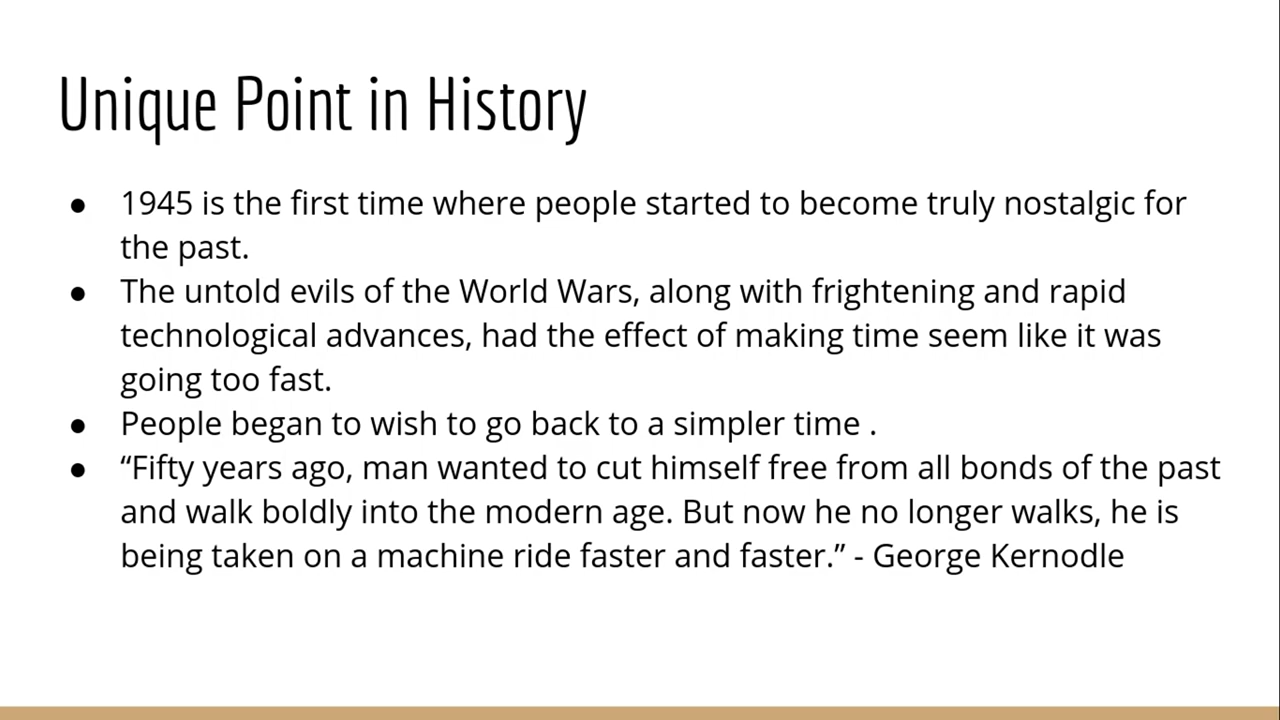 Unique Point in History
● 1945 is the first time where people started to become truly nostalgic for
the past.
● The untold evils of the World Wars, along with frightening and rapid
technological advances, had the effect of making time seem like it was
going too fast.
● People began to wish to go back to a simpler time .
● “Fifty years ago, man wanted to cut himself free from all bonds of the past
and walk boldly into the modern age. But now he no longer walks, he is
being taken on a machine ride faster and faster.” - George Kernodle